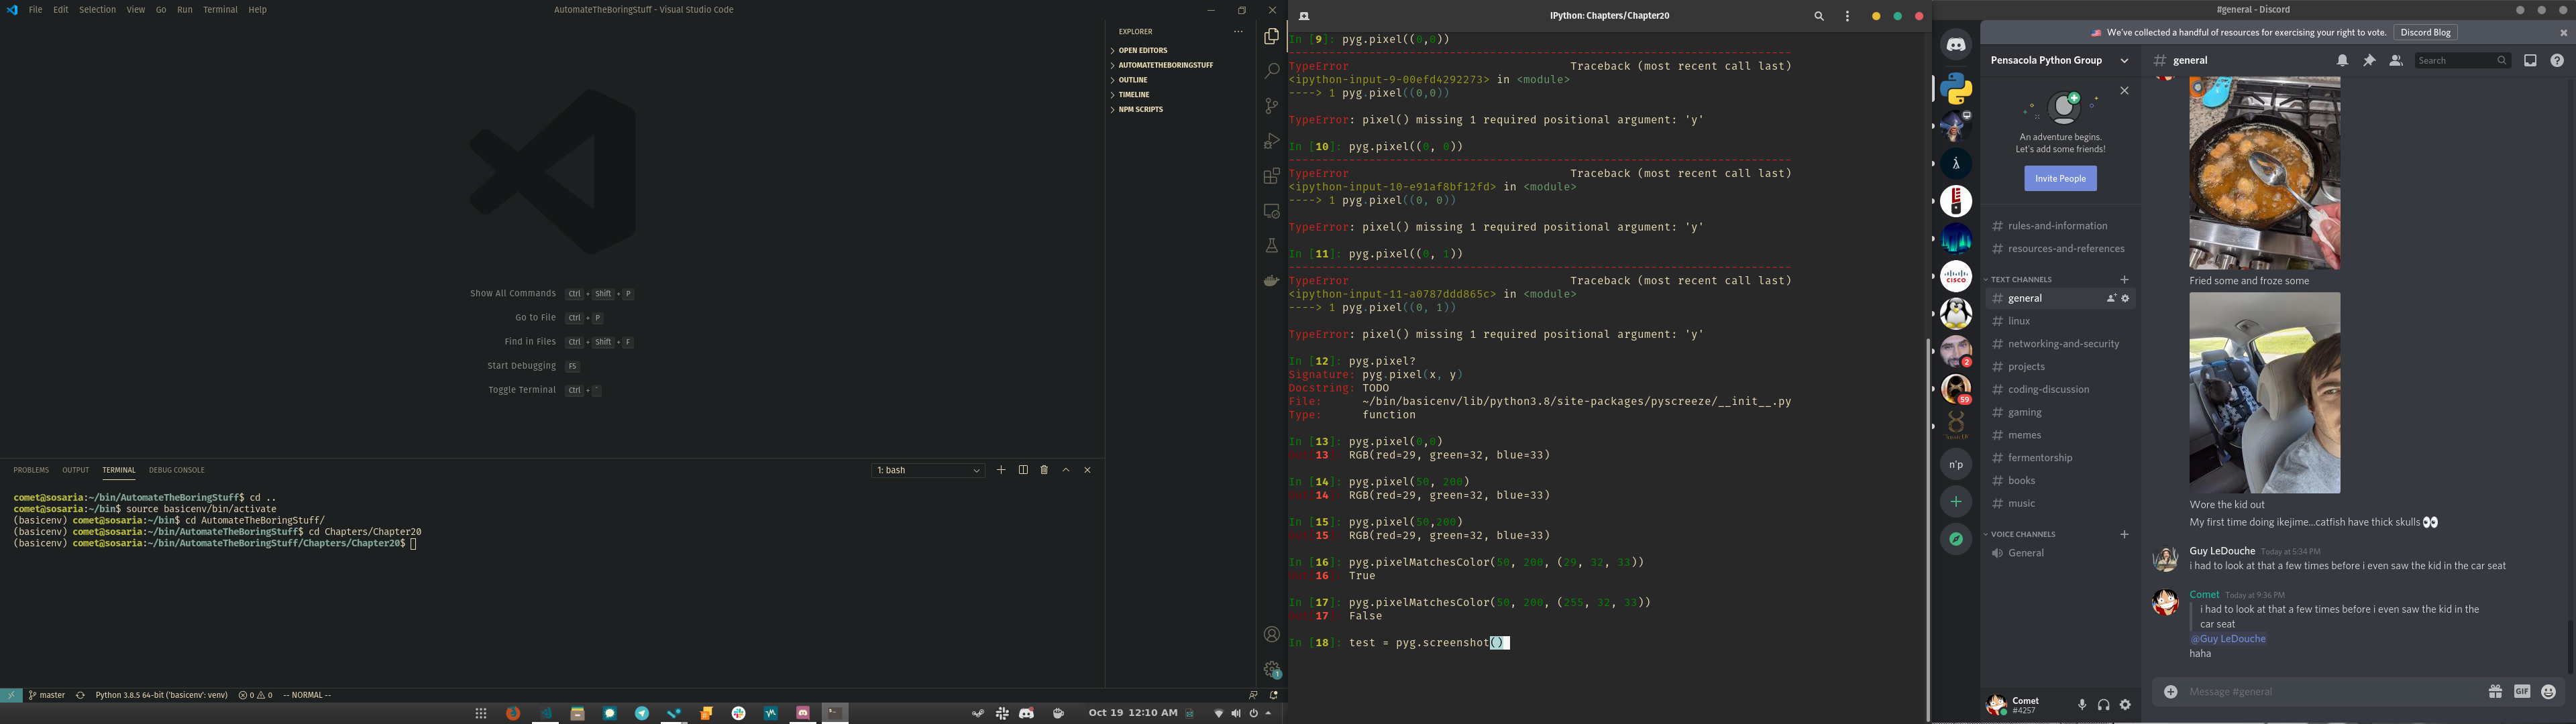 File Edit Selection View Go Run Terminal Help
AutomateTheBoringStuff - Visual Studio Code
Show All Commands Ctrl + Shift + P
Go to File Ctrl + P
Find in Files Ctrl + Shift + F
Start Debugging F5
Toggle Terminal Ctrl + `
EXPLORER
OPEN EDITORS
AUTOMATETHEBORINGSTUFF
OUTLINE
TIMELINE
NPM SCRIPTS
PROBLEMS OUTPUT TERMINAL DEBUG CONSOLE
1: bash
comet@sosaria:~/bin/AutomateTheBoringStuff$ cd ..
comet@sosaria:~/bin$ source basicenv/bin/activate
(basicenv) comet@sosaria:~/bin$ cd AutomateTheBoringStuff/
(basicenv) comet@sosaria:~/bin/AutomateTheBoringStuff$ cd Chapters/Chapter20
(basicenv) comet@sosaria:~/bin/AutomateTheBoringStuff/Chapters/Chapter20$
1
master Python 3.8.5 64-bit ('basicenv': venv) 0 0 -- NORMAL --
IPython: Chapters/Chapter20
In [9]: pyg.pixel((0,0))
---------------------------------------------------------------------------
TypeError Traceback (most recent call last)
<ipython-input-9-00efd4292273> in <module>
----> 1 pyg.pixel((0,0))
TypeError: pixel() missing 1 required positional argument: 'y'
In [10]: pyg.pixel((0, 0))
---------------------------------------------------------------------------
TypeError Traceback (most recent call last)
<ipython-input-10-e91af8bf12fd> in <module>
----> 1 pyg.pixel((0, 0))
TypeError: pixel() missing 1 required positional argument: 'y'
In [11]: pyg.pixel((0, 1))
---------------------------------------------------------------------------
TypeError Traceback (most recent call last)
<ipython-input-11-a0787ddd865c> in <module>
----> 1 pyg.pixel((0, 1))
TypeError: pixel() missing 1 required positional argument: 'y'
In [12]: pyg.pixel?
Signature: pyg.pixel(x, y)
Docstring: TODO
File: ~/bin/basicenv/lib/python3.8/site-packages/pyscreeze/__init__.py
Type: function
In [13]: pyg.pixel(0,0)
Out[13]: RGB(red=29, green=32, blue=33)
In [14]: pyg.pixel(50, 200)
Out[14]: RGB(red=29, green=32, blue=33)
In [15]: pyg.pixel(50,200)
Out[15]: RGB(red=29, green=32, blue=33)
In [16]: pyg.pixelMatchesColor(50, 200, (29, 32, 33))
Out[16]: True
In [17]: pyg.pixelMatchesColor(50, 200, (255, 32, 33))
Out[17]: False
In [18]: test = pyg.screenshot()
Oct 19 12:10 AM
#general - Discord
We've collected a handful of resources for exercising your right to vote. Discord Blog
Pensacola Python Group
# general
Search
An adventure begins.
Let's add some friends!
Invite People
# rules-and-information
# resources-and-references
TEXT CHANNELS
# general
# linux
# networking-and-security
# projects
# coding-discussion
# gaming
# memes
# fermentorship
# books
# music
VOICE CHANNELS
General
CISCO
2
59
n'p
Comet
#4257
Fried some and froze some
Wore the kid out
My first time doing ikejime...catfish have thick skulls
Guy LeDouche Today at 5:34 PM
i had to look at that a few times before i even saw the kid in the car seat
Comet Today at 9:36 PM
i had to look at that a few times before i even saw the kid in the
car seat
@Guy LeDouche
haha
Message #general
GIF